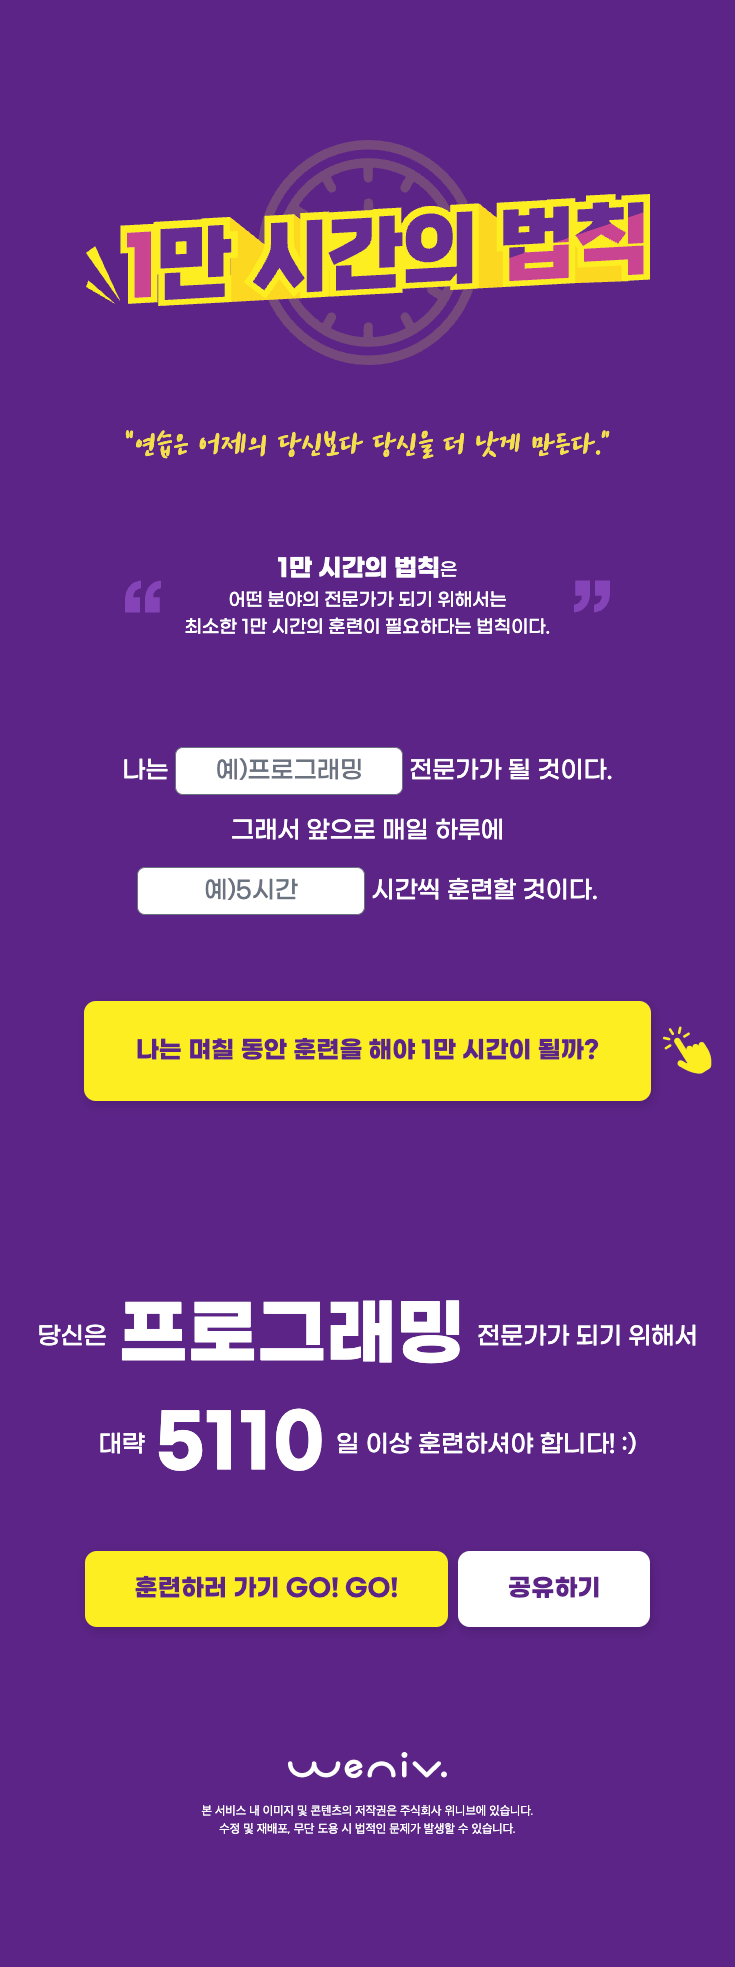 1만 시간의 법칙
"연습은 어제의 당신보다 당신을 더 낫게 만든다."
“ 1만 시간의 법칙은
어떤 분야의 전문가가 되기 위해서는
최소한 1만 시간의 훈련이 필요하다는 법칙이다. ”
나는 예)프로그래밍 전문가가 될 것이다.
그래서 앞으로 매일 하루에
예)5시간 시간씩 훈련할 것이다.
나는 며칠 동안 훈련을 해야 1만 시간이 될까?
당신은 프로그래밍 전문가가 되기 위해서
대략 5110 일 이상 훈련하셔야 합니다! :)
훈련하러 가기 GO! GO! 공유하기
weniv.
본 서비스 내 이미지 및 콘텐츠의 저작권은 주식회사 위니브에 있습니다.
수정 및 재배포, 무단 도용 시 법적인 문제가 발생할 수 있습니다.